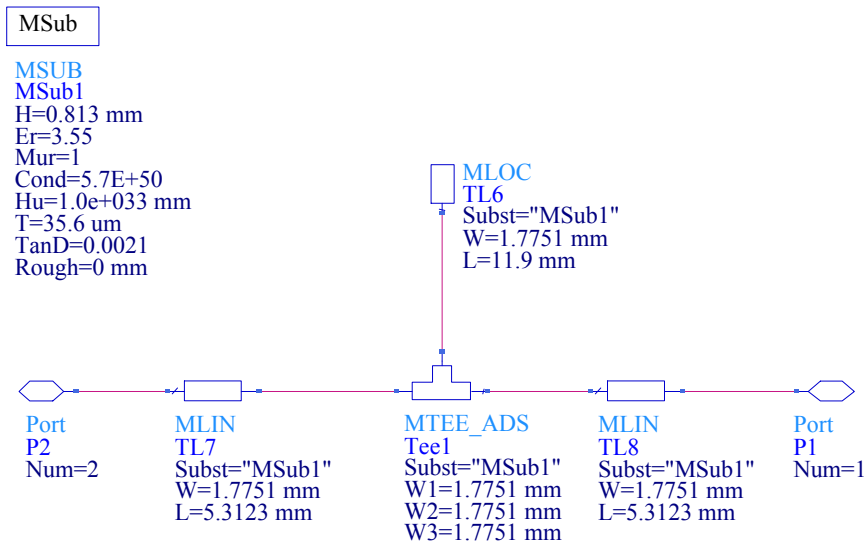 MSub
MSUB
MSub1
H=0.813 mm
Er=3.55
Mur=1
Cond=5.7E+50
Hu=1.0e+033 mm
T=35.6 um
TanD=0.0021
Rough=0 mm
MLOC
TL6
Subst="MSub1"
W=1.7751 mm
L=11.9 mm
Port
P2
Num=2
MLIN
TL7
Subst="MSub1"
W=1.7751 mm
L=5.3123 mm
MTEE_ADS
Tee1
Subst="MSub1"
W1=1.7751 mm
W2=1.7751 mm
W3=1.7751 mm
MLIN
TL8
Subst="MSub1"
W=1.7751 mm
L=5.3123 mm
Port
P1
Num=1